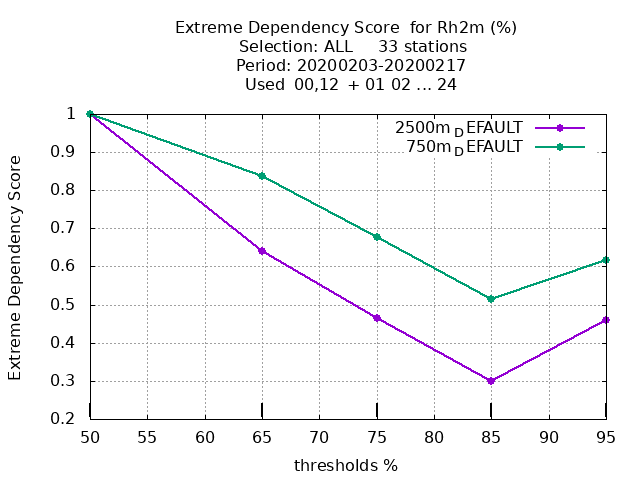 Extreme Dependency Score  for Rh2m (%)
Selection: ALL     33 stations
Period: 20200203-20200217
Used  00,12  + 01 02 ... 24
2500m_DEFAULT
750m_DEFAULT
Extreme Dependency Score
1
0.9
0.8
0.7
0.6
0.5
0.4
0.3
0.2
50 55 60 65 70 75 80 85 90 95
thresholds %